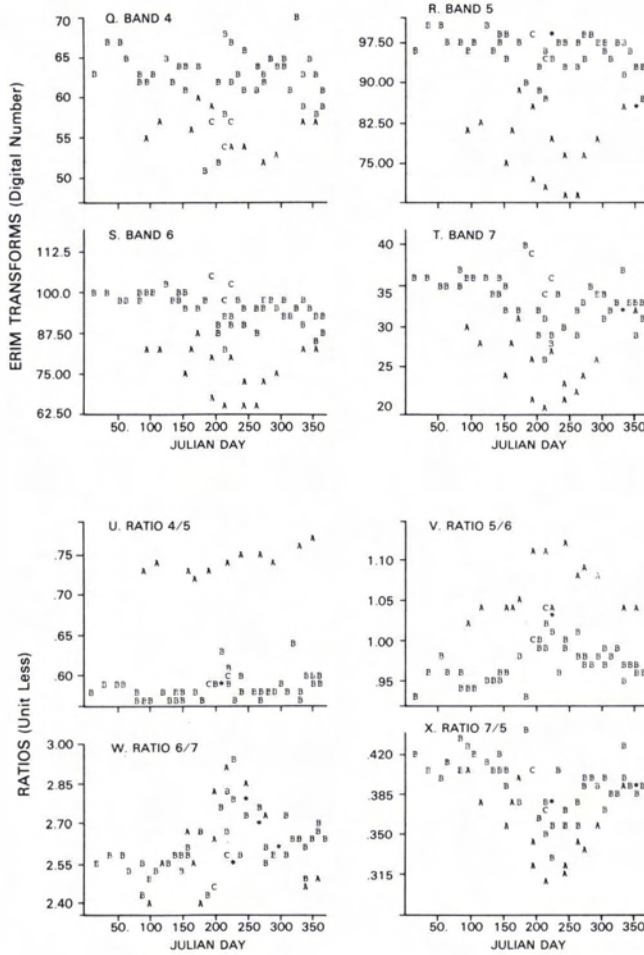 Q. BAND 4
70
65
60
55
50
R. BAND 5
97.50
90.00
82.50
75.00
ERIM TRANSFORMS (Digital Number)
S. BAND 6
112.5
100.0
87.50
75.00
62.50
50. 100 150 200 250 300 350
JULIAN DAY
T. BAND 7
40
35
30
25
20
50. 100 150 200 250 300 350
JULIAN DAY
RATIOS (Unit Less)
U. RATIO 4/5
.75
.70
.65
.60
V. RATIO 5/6
1.10
1.05
1.00
.95
W. RATIO 6/7
3.00
2.85
2.70
2.55
2.40
50. 100 150 200 250 300 350
JULIAN DAY
X. RATIO 7/5
.420
.385
.350
.315
50. 100 150 200 250 300 350
JULIAN DAY